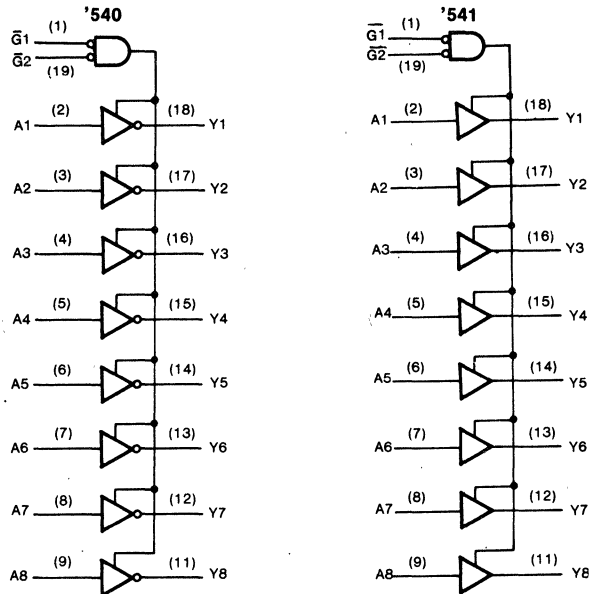 '540
(1)
G̅1
G̅2
(19)
A1 (2) (18) Y1
A2 (3) (17) Y2
A3 (4) (16) Y3
A4 (5) (15) Y4
A5 (6) (14) Y5
A6 (7) (13) Y6
A7 (8) (12) Y7
A8 (9) (11) Y8
'541
(1)
G̅1
G̅2
(19)
A1 (2) (18) Y1
A2 (3) (17) Y2
A3 (4) (16) Y3
A4 (5) (15) Y4
A5 (6) (14) Y5
A6 (7) (13) Y6
A7 (8) (12) Y7
A8 (9) (11) Y8